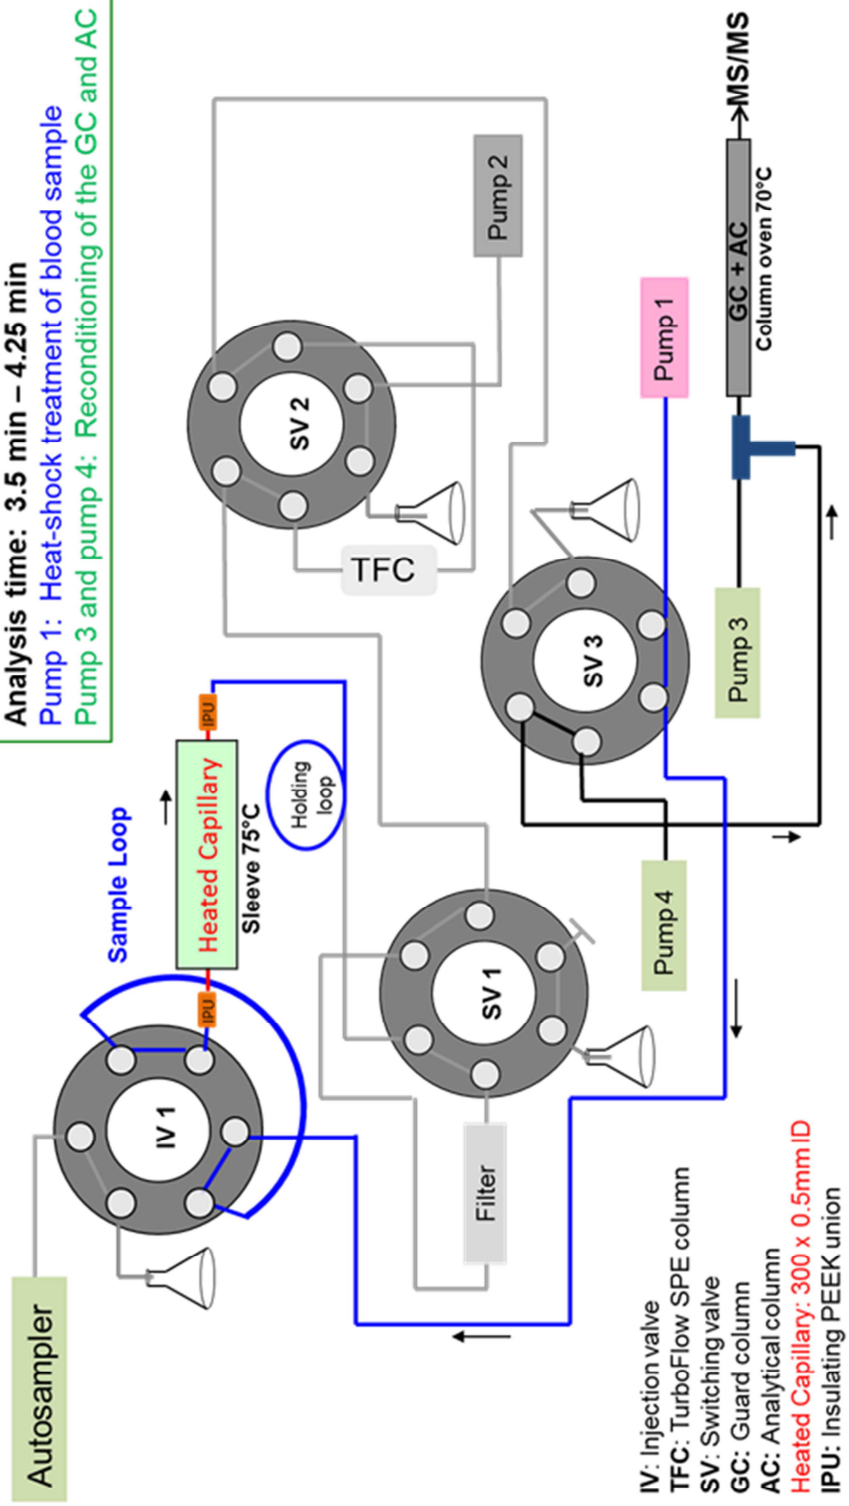 Analysis time: 3.5 min – 4.25 min
Pump 1: Heat-shock treatment of blood sample
Pump 3 and pump 4: Reconditioning of the GC and AC
Autosampler
IV 1
Sample Loop
IPU
Heated Capillary
IPU
Sleeve 75°C
Holding
loop
TFC
SV 2
Pump 2
Filter
SV 1
SV 3
Pump 1
Pump 4
Pump 3
GC + AC
MS/MS
Column oven 70°C
IV: Injection valve
TFC: TurboFlow SPE column
SV: Switching valve
GC: Guard column
AC: Analytical column
Heated Capillary: 300 x 0.5mm ID
IPU: Insulating PEEK union